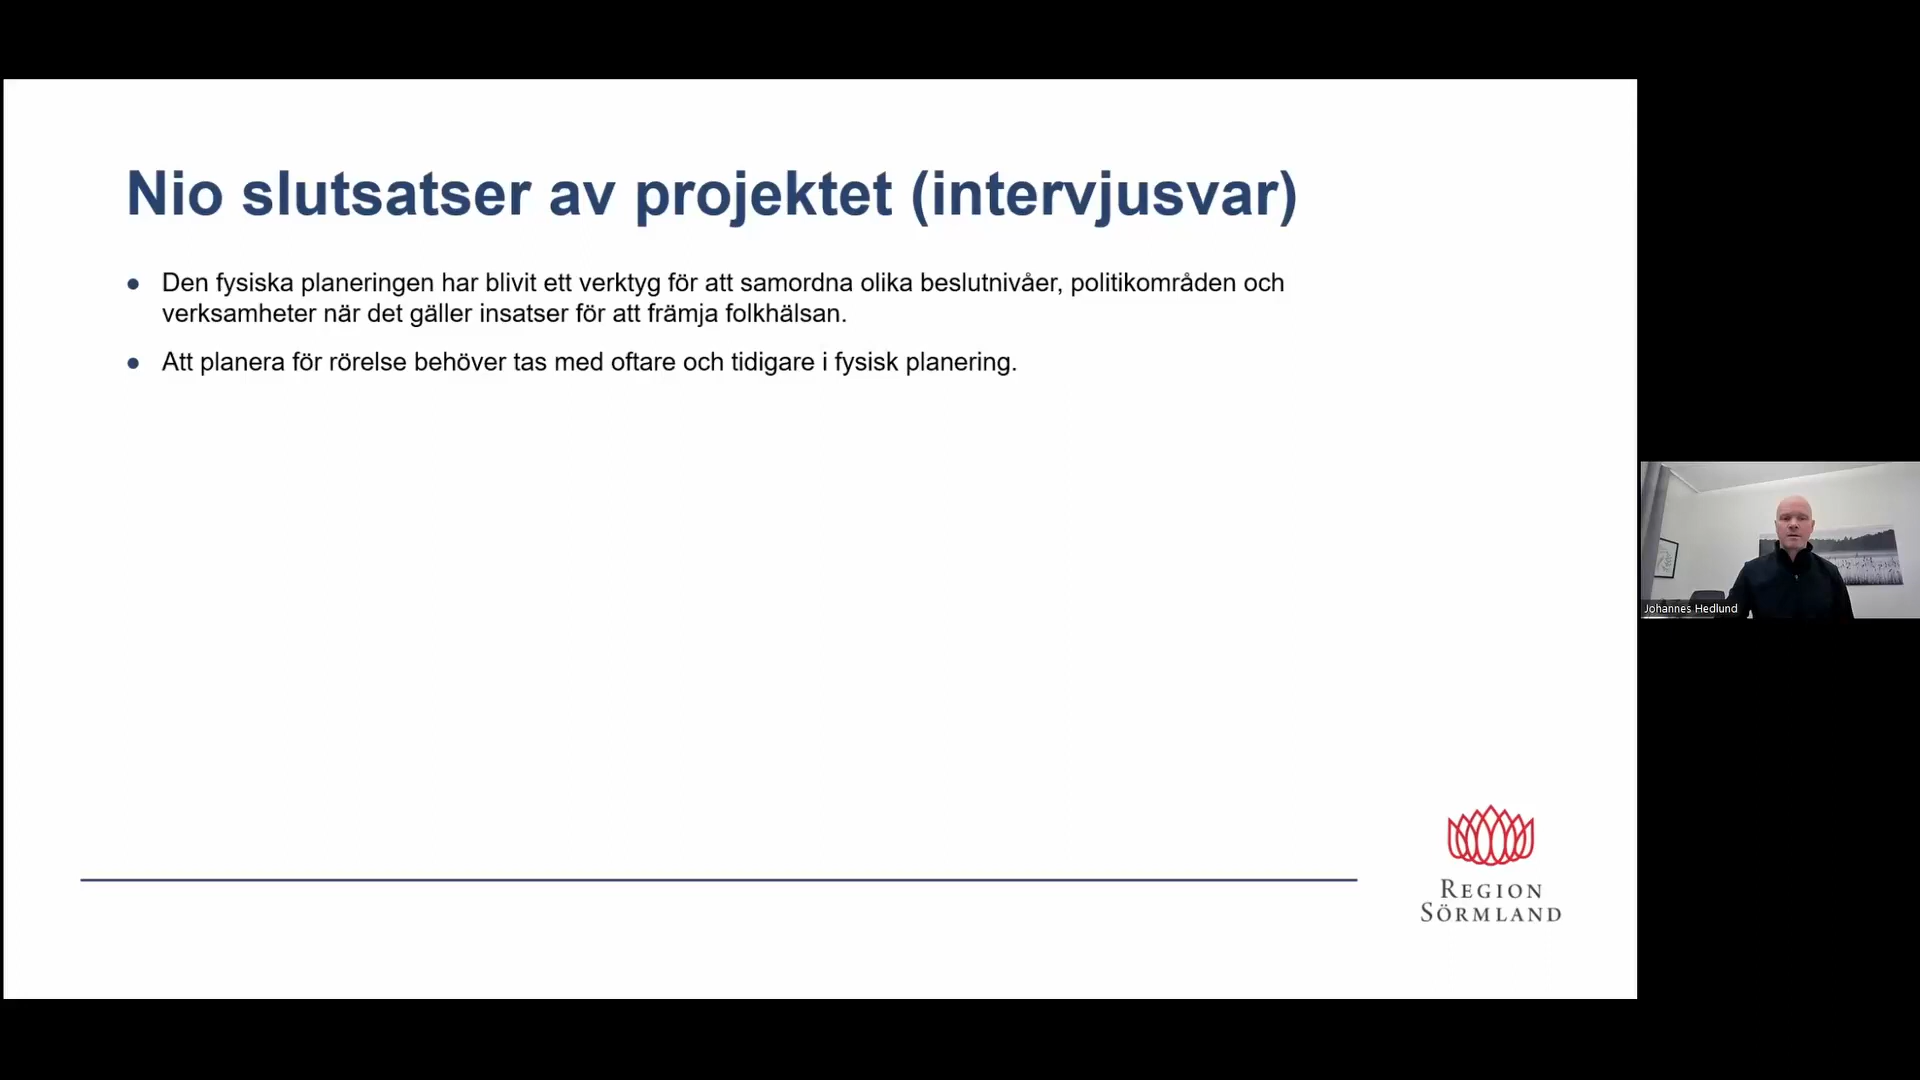 Nio slutsatser av projektet (intervjusvar)
● Den fysiska planeringen har blivit ett verktyg för att samordna olika beslutnivåer, politikområden och
verksamheter när det gäller insatser för att främja folkhälsan.
● Att planera för rörelse behöver tas med oftare och tidigare i fysisk planering.
Johannes Hedlund
REGION
SÖRMLAND